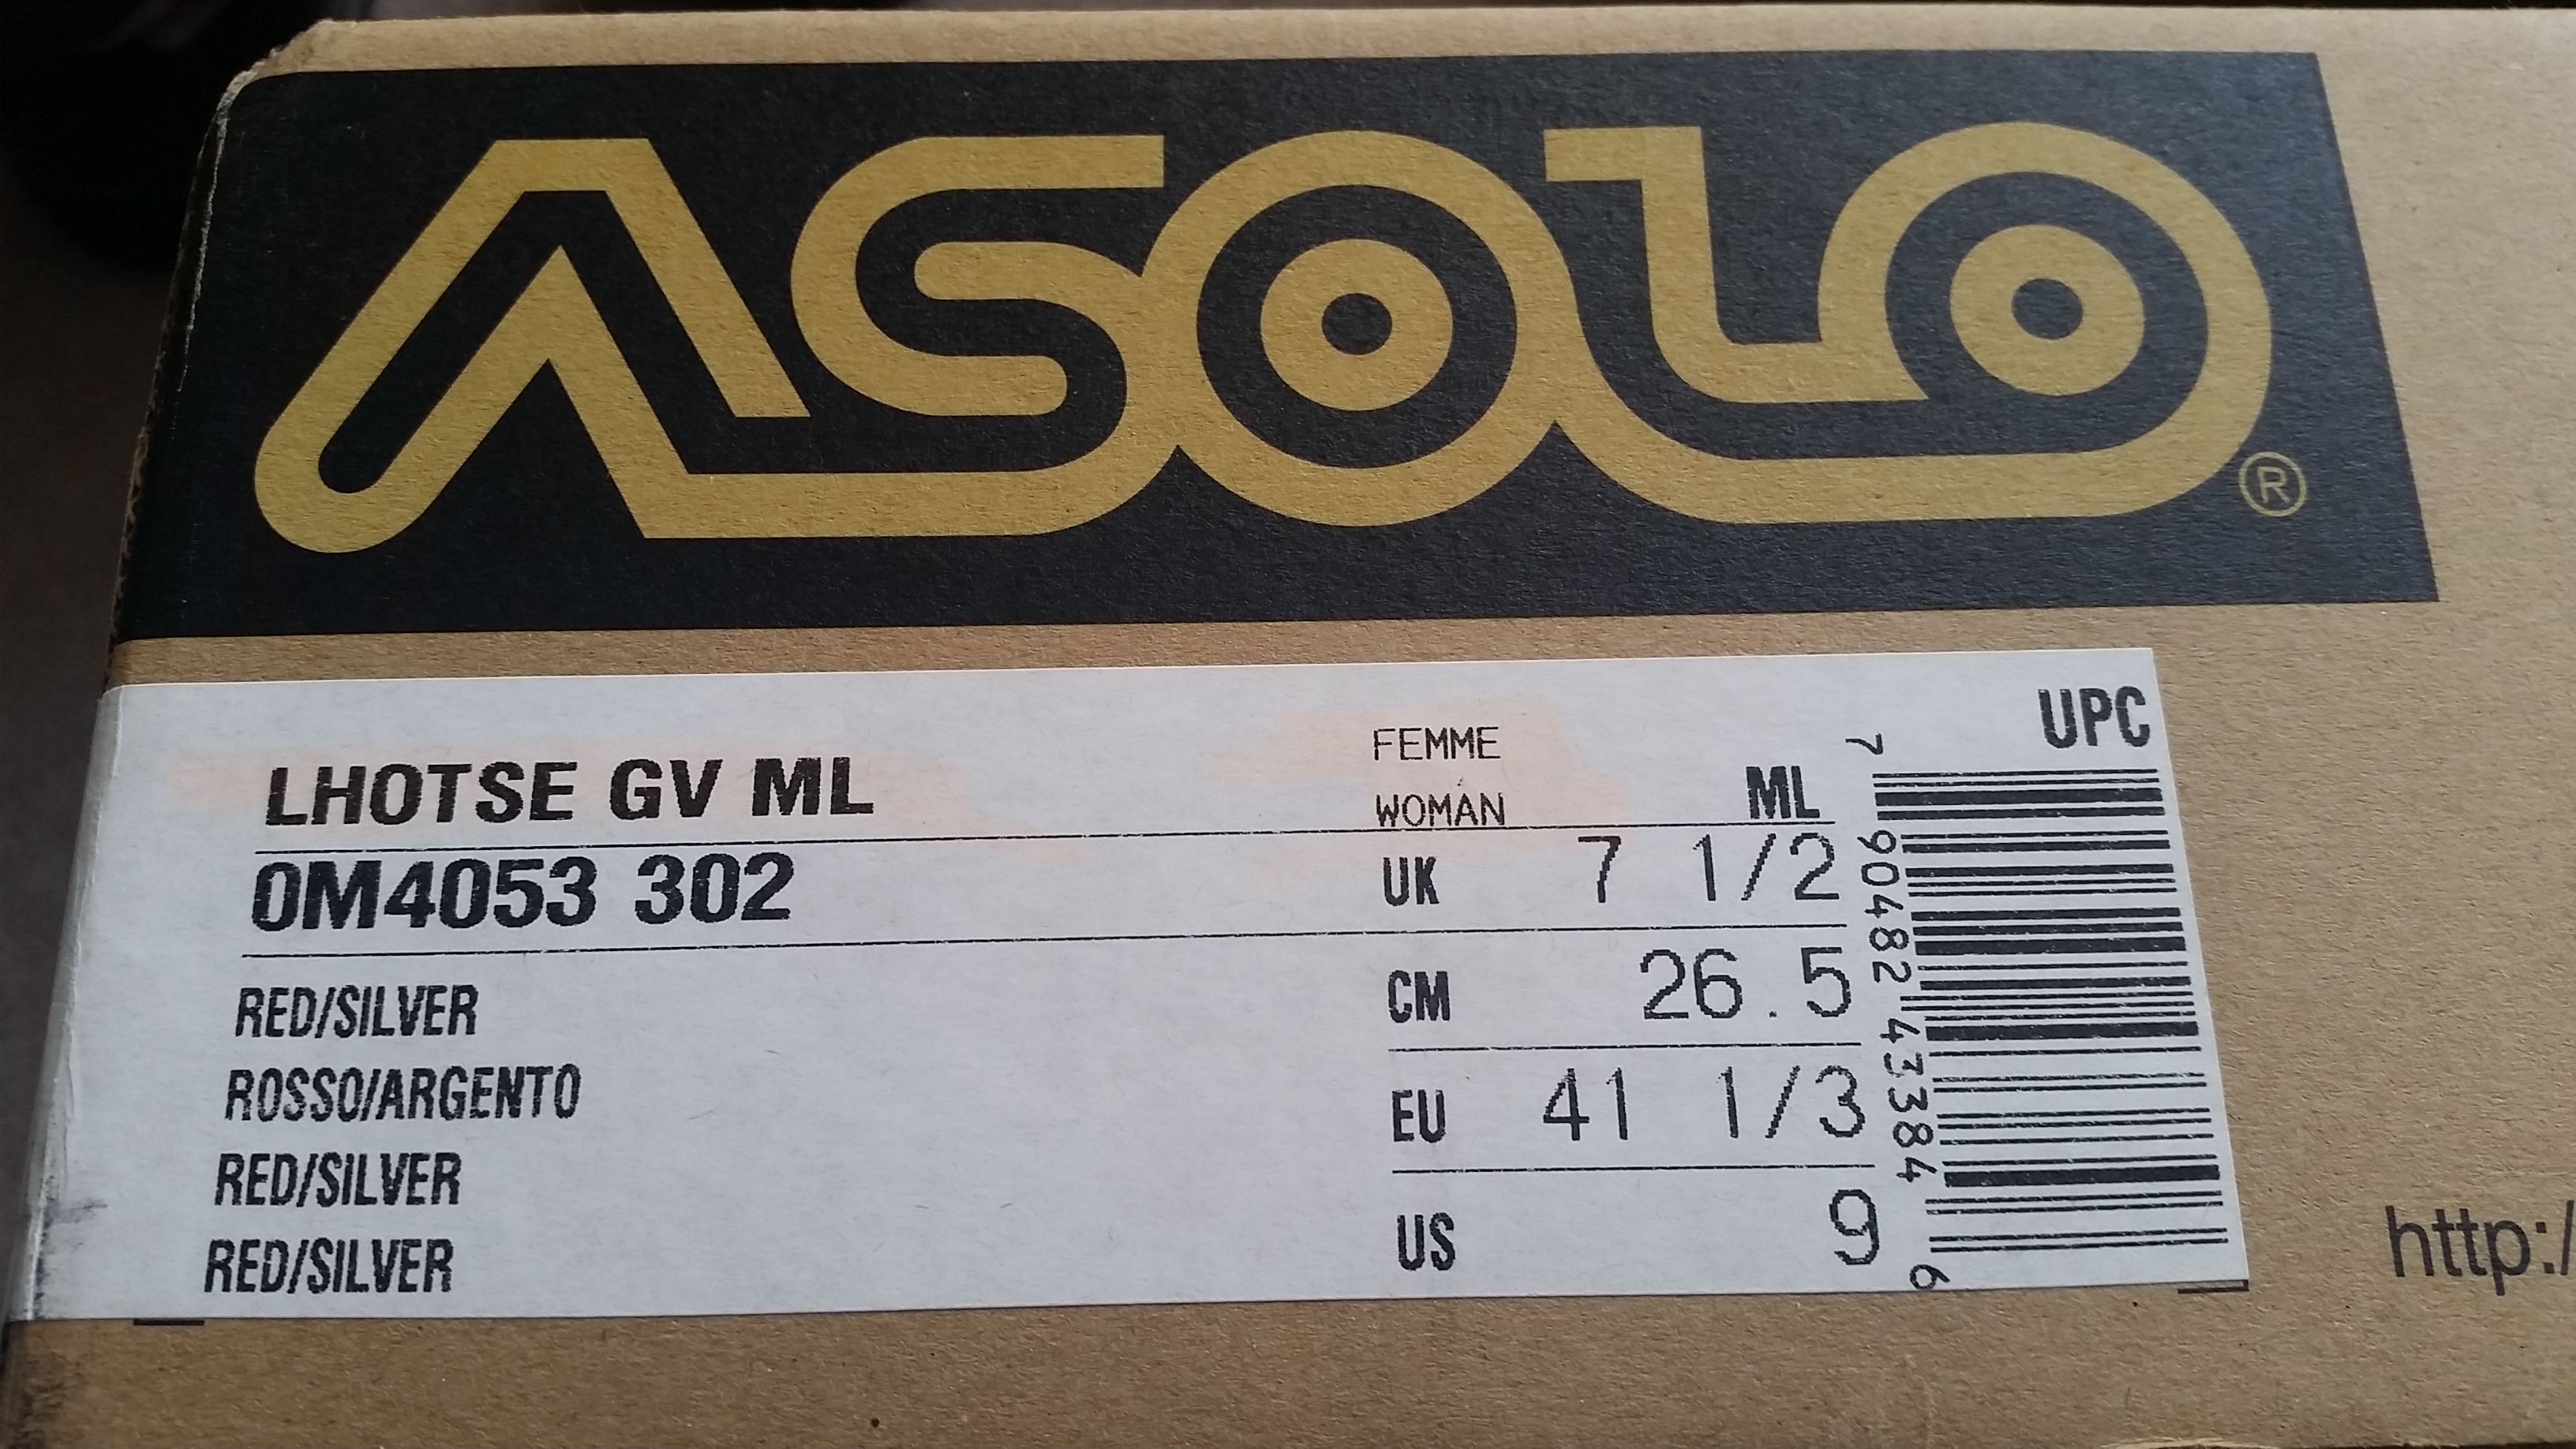 ASOLO®
UPC
LHOTSE GV ML
FEMME
WOMAN
ML
0M4053 302
UK 7 1/2
CM 26.5
EU 41 1/3
US 9
RED/SILVER
ROSSO/ARGENTO
RED/SILVER
RED/SILVER
7 90482 43384 6
http:/